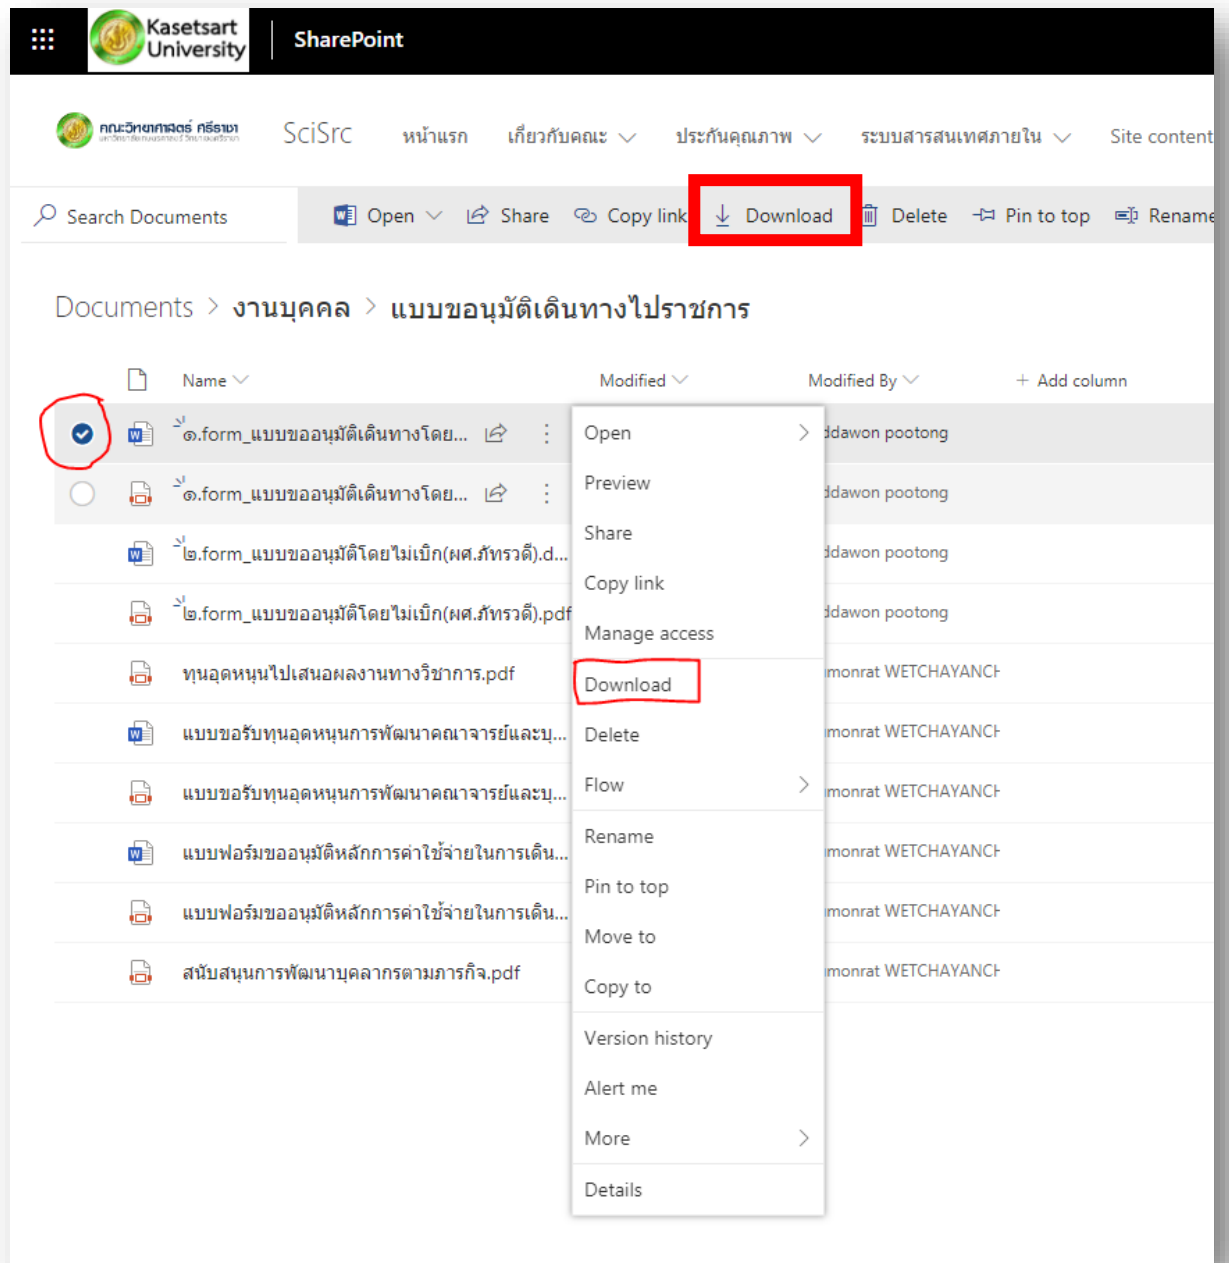 Kasetsart
University
SharePoint
คณะวิทยาศาสตร์ ศรีราชา
SciSrc หน้าแรก เกี่ยวกับคณะ ประกันคุณภาพ ระบบสารสนเทศภายใน Site content
Search Documents Open Share Copy link Download Delete Pin to top Rename
Documents > งานบุคคล > แบบขอนุมัติเดินทางไปราชการ
Name Modified Modified By + Add column
๑.form_แบบขออนุมัติเดินทางโดย... Open ddawon pootong
๑.form_แบบขออนุมัติเดินทางโดย... Preview ddawon pootong
Share
๒.form_แบบขออนุมัติโดยไม่เบิก(ผศ.ภัทรวดี).d... ddawon pootong
Copy link
๒.form_แบบขออนุมัติโดยไม่เบิก(ผศ.ภัทรวดี).pdf ddawon pootong
Manage access
ทุนอุดหนุนไปเสนอผลงานทางวิชาการ.pdf Download monrat WETCHAYANCH
แบบขอรับทุนอุดหนุนการพัฒนาคณาจารย์และบุ... Delete monrat WETCHAYANCH
แบบขอรับทุนอุดหนุนการพัฒนาคณาจารย์และบุ... Flow monrat WETCHAYANCH
Rename
แบบฟอร์มขออนุมัติหลักการค่าใช้จ่ายในการเดิน... monrat WETCHAYANCH
Pin to top
แบบฟอร์มขออนุมัติหลักการค่าใช้จ่ายในการเดิน... monrat WETCHAYANCH
Move to
สนับสนุนการพัฒนาบุคลากรตามภารกิจ.pdf monrat WETCHAYANCH
Copy to
Version history
Alert me
More
Details